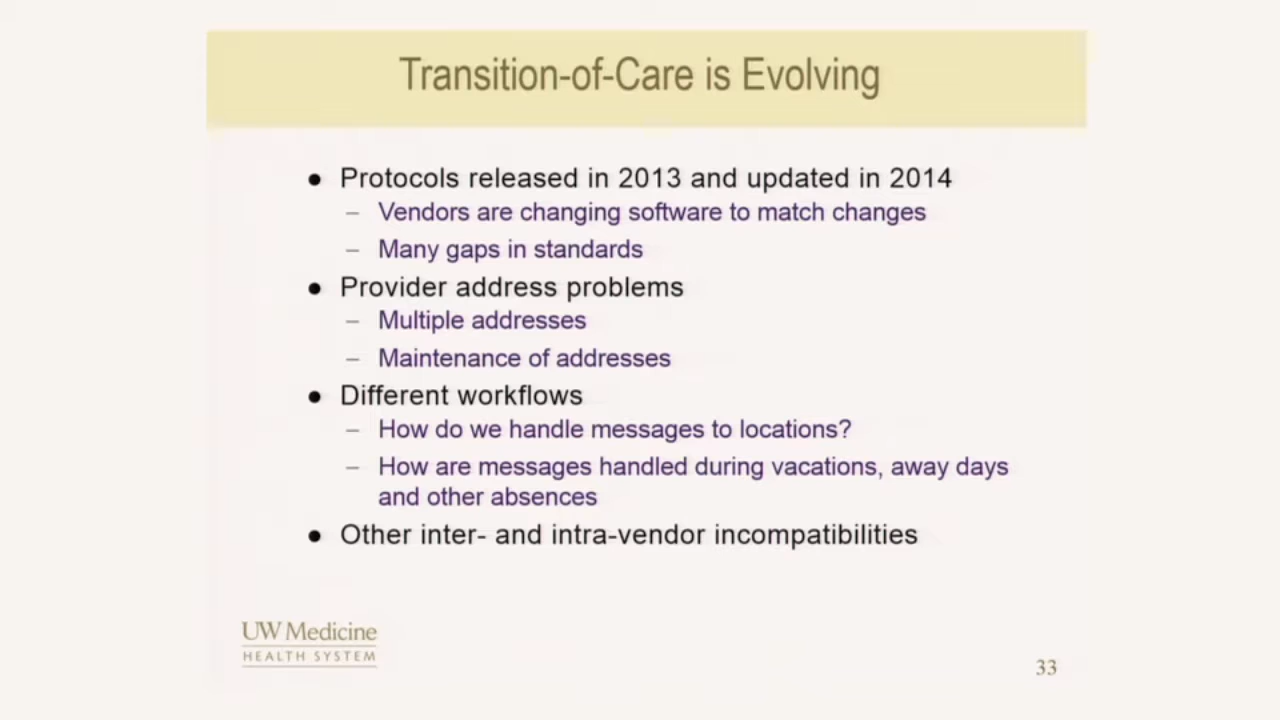 Transition-of-Care is Evolving
● Protocols released in 2013 and updated in 2014
– Vendors are changing software to match changes
– Many gaps in standards
● Provider address problems
– Multiple addresses
– Maintenance of addresses
● Different workflows
– How do we handle messages to locations?
– How are messages handled during vacations, away days
and other absences
● Other inter- and intra-vendor incompatibilities
UW Medicine
HEALTH SYSTEM
33